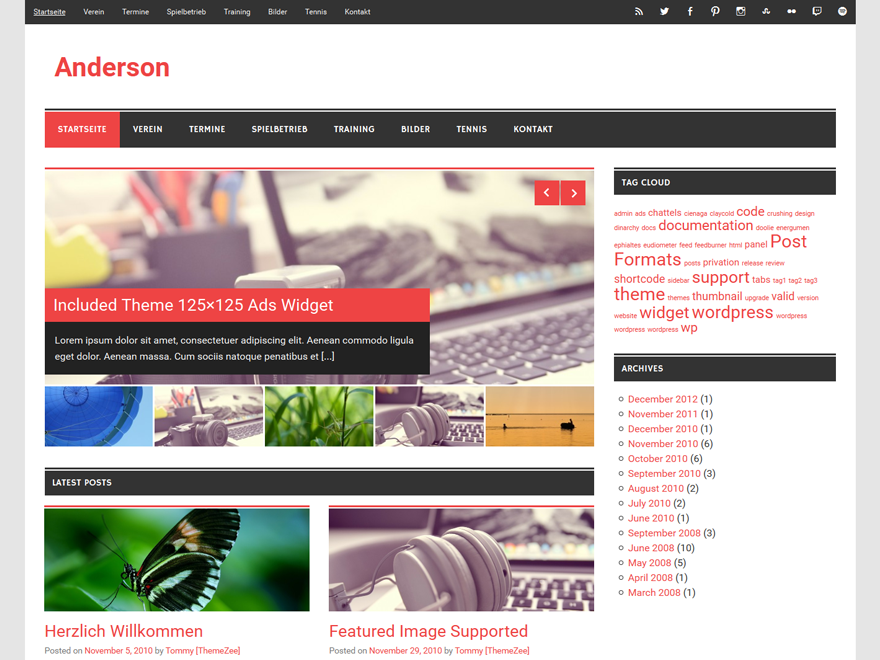 Startseite Verein Termine Spielbetrieb Training Bilder Tennis Kontakt
Anderson
STARTSEITE VEREIN TERMINE SPIELBETRIEB TRAINING BILDER TENNIS KONTAKT
Included Theme 125×125 Ads Widget
Lorem ipsum dolor sit amet, consectetuer adipiscing elit. Aenean commodo ligula
eget dolor. Aenean massa. Cum sociis natoque penatibus et [...]
LATEST POSTS
Herzlich Willkommen
Posted on November 5, 2010 by Tommy [ThemeZee]
Featured Image Supported
Posted on November 29, 2010 by Tommy [ThemeZee]
TAG CLOUD
admin ads chattels cienaga claycold code crushing design
dinarchy docs documentation doolie energumen
ephialtes eudiometer feed feedburner html panel Post
Formats posts privation release review
shortcode sidebar support tabs tag1 tag2 tag3
theme themes thumbnail upgrade valid version
website widget wordpress wordpress
wordpress wordpress wp
ARCHIVES
December 2012 (1)
November 2011 (1)
December 2010 (1)
November 2010 (6)
October 2010 (6)
September 2010 (3)
August 2010 (2)
July 2010 (2)
June 2010 (1)
September 2008 (3)
June 2008 (10)
May 2008 (5)
April 2008 (1)
March 2008 (1)